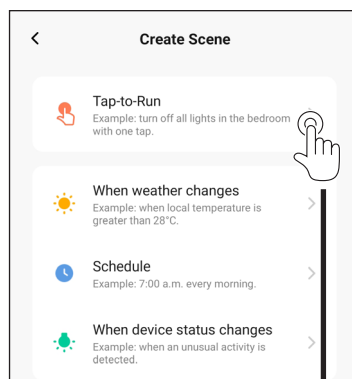 Create Scene
Tap-to-Run
Example: turn off all lights in the bedroom
with one tap.
When weather changes
Example: when local temperature is
greater than 28°C.
Schedule
Example: 7:00 a.m. every morning.
When device status changes
Example: when an unusual activity is
detected.